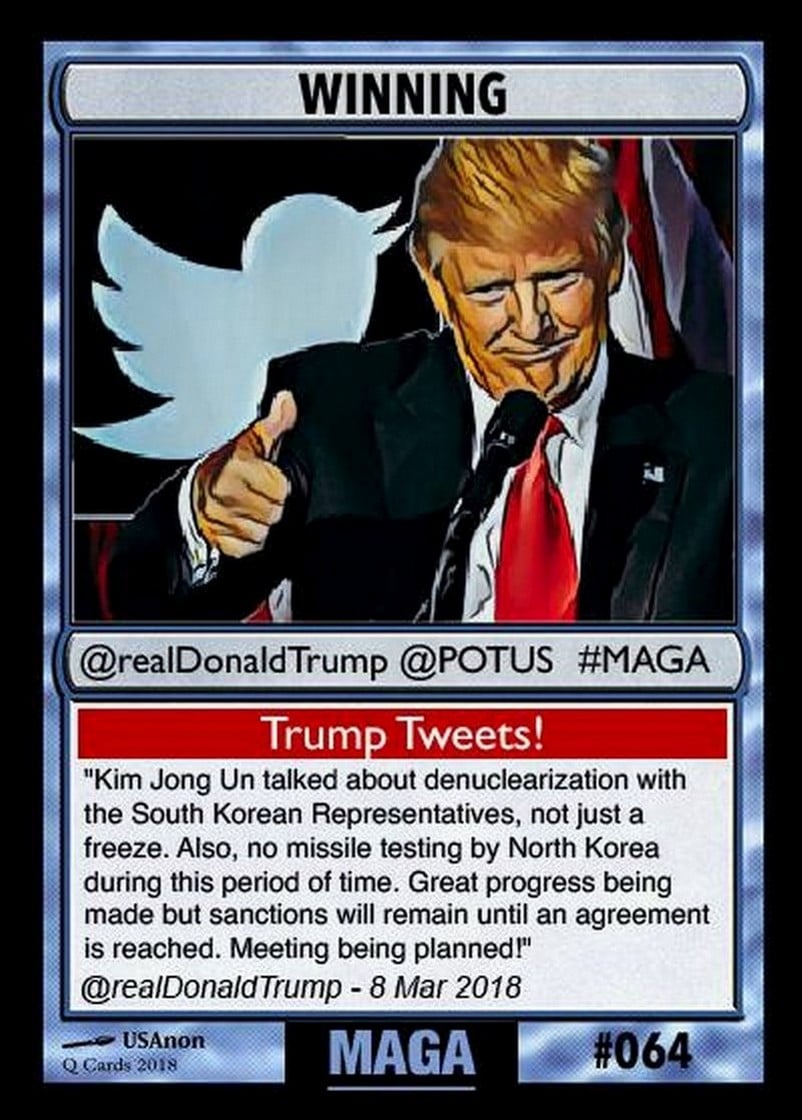 WINNING
@realDonaldTrump @POTUS #MAGA
Trump Tweets!
"Kim Jong Un talked about denuclearization with
the South Korean Representatives, not just a
freeze. Also, no missile testing by North Korea
during this period of time. Great progress being
made but sanctions will remain until an agreement
is reached. Meeting being planned!"
@realDonaldTrump - 8 Mar 2018
USAnon
Q Cards 2018
MAGA
#064